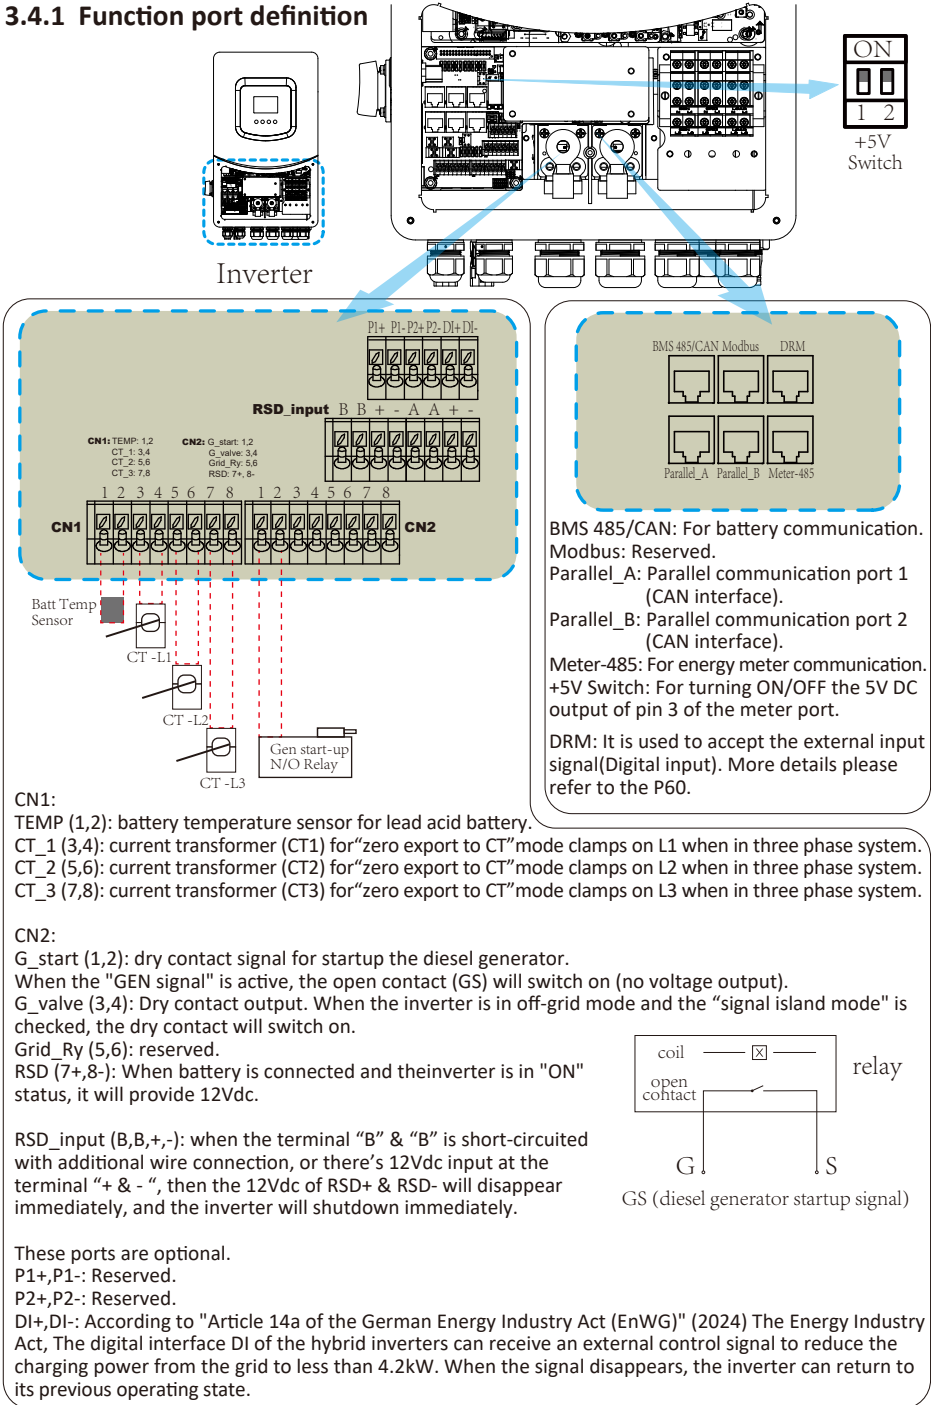 3.4.1 Function port definition
ON
1 2
+5V
Switch
Inverter
P1+ P1- P2+ P2- DI+ DI-
RSD_input B B + - A A + -
CN1: TEMP: 1,2
CT_1: 3,4
CT_2: 5,6
CT_3: 7,8
CN2: G_start: 1,2
G_valve: 3,4
Grid_Ry: 5,6
RSD: 7+, 8-
1 2 3 4 5 6 7 8
1 2 3 4 5 6 7 8
CN1
CN2
Batt Temp
Sensor
CT -L1
CT -L2
CT -L3
Gen start-up
N/O Relay
BMS 485/CAN Modbus DRM
Parallel_A Parallel_B Meter-485
BMS 485/CAN: For battery communication.
Modbus: Reserved.
Parallel_A: Parallel communication port 1
(CAN interface).
Parallel_B: Parallel communication port 2
(CAN interface).
Meter-485: For energy meter communication.
+5V Switch: For turning ON/OFF the 5V DC
output of pin 3 of the meter port.
DRM: It is used to accept the external input
signal(Digital input). More details please
refer to the P60.
CN1:
TEMP (1,2): battery temperature sensor for lead acid battery.
CT_1 (3,4): current transformer (CT1) for“zero export to CT”mode clamps on L1 when in three phase system.
CT_2 (5,6): current transformer (CT2) for“zero export to CT”mode clamps on L2 when in three phase system.
CT_3 (7,8): current transformer (CT3) for“zero export to CT”mode clamps on L3 when in three phase system.
CN2:
G_start (1,2): dry contact signal for startup the diesel generator.
When the "GEN signal" is active, the open contact (GS) will switch on (no voltage output).
G_valve (3,4): Dry contact output. When the inverter is in off-grid mode and the “signal island mode" is
checked, the dry contact will switch on.
Grid_Ry (5,6): reserved.
RSD (7+,8-): When battery is connected and theinverter is in "ON"
status, it will provide 12Vdc.
coil
open
contact
relay
G
S
GS (diesel generator startup signal)
RSD_input (B,B,+,-): when the terminal “B” & “B” is short-circuited
with additional wire connection, or there’s 12Vdc input at the
terminal “+ & - “, then the 12Vdc of RSD+ & RSD- will disappear
immediately, and the inverter will shutdown immediately.
These ports are optional.
P1+,P1-: Reserved.
P2+,P2-: Reserved.
DI+,DI-: According to "Article 14a of the German Energy Industry Act (EnWG)" (2024) The Energy Industry
Act, The digital interface DI of the hybrid inverters can receive an external control signal to reduce the
charging power from the grid to less than 4.2kW. When the signal disappears, the inverter can return to
its previous operating state.